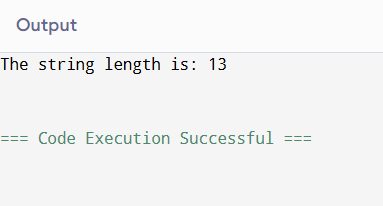 Output
The string length is: 13
=== Code Execution Successful ===